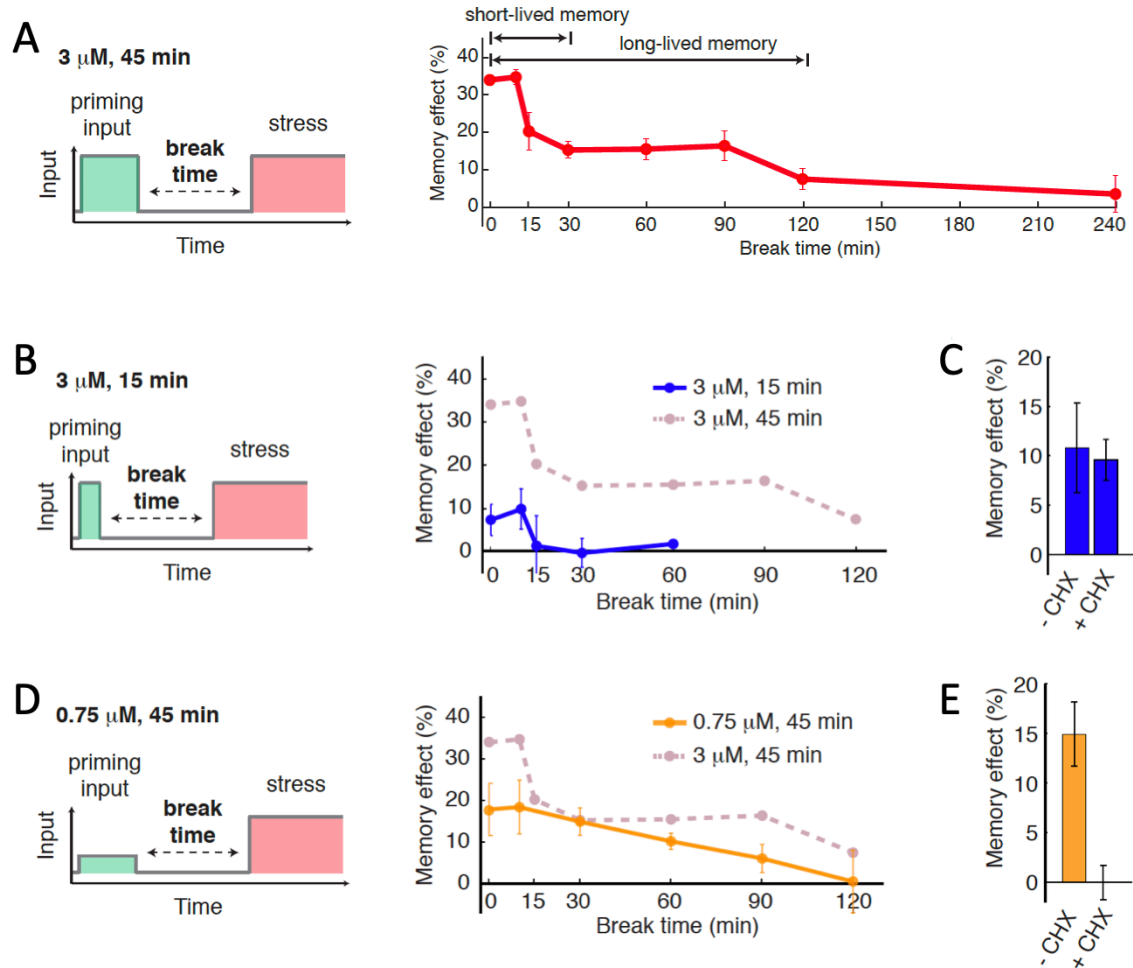 A
3 μM, 45 min
priming
input
break
time
stress
Input
Time
short-lived memory
long-lived memory
Memory effect (%)
40
30
20
10
0
0 15 30 60 90 120 150 180 210 240
Break time (min)
B
3 μM, 15 min
priming
input
break
time
stress
Input
Time
Memory effect (%)
40
30
20
10
0
3 μM, 15 min
3 μM, 45 min
0 15 30 60 90 120
Break time (min)
C
Memory effect (%)
20
15
10
5
0
- CHX
+ CHX
D
0.75 μM, 45 min
priming
input
break
time
stress
Input
Time
Memory effect (%)
40
30
20
10
0
0.75 μM, 45 min
3 μM, 45 min
0 15 30 60 90 120
Break time (min)
E
Memory effect (%)
20
15
10
5
0
- CHX
+ CHX